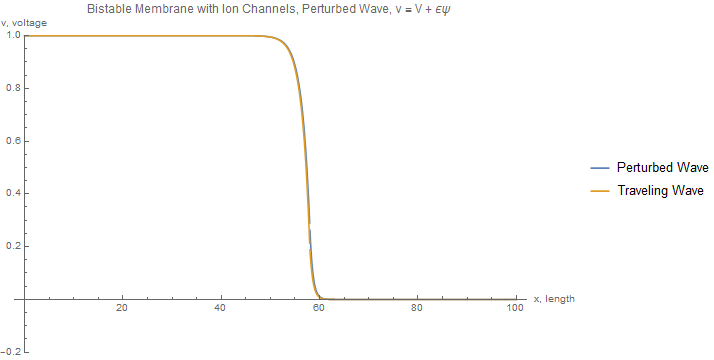 Bistable Membrane with Ion Channels, Perturbed Wave, v = V + ϵψ
v, voltage
1.0
0.8
0.6
0.4
0.2
-0.2
20
40
60
80
100
x, length
Perturbed Wave
Traveling Wave